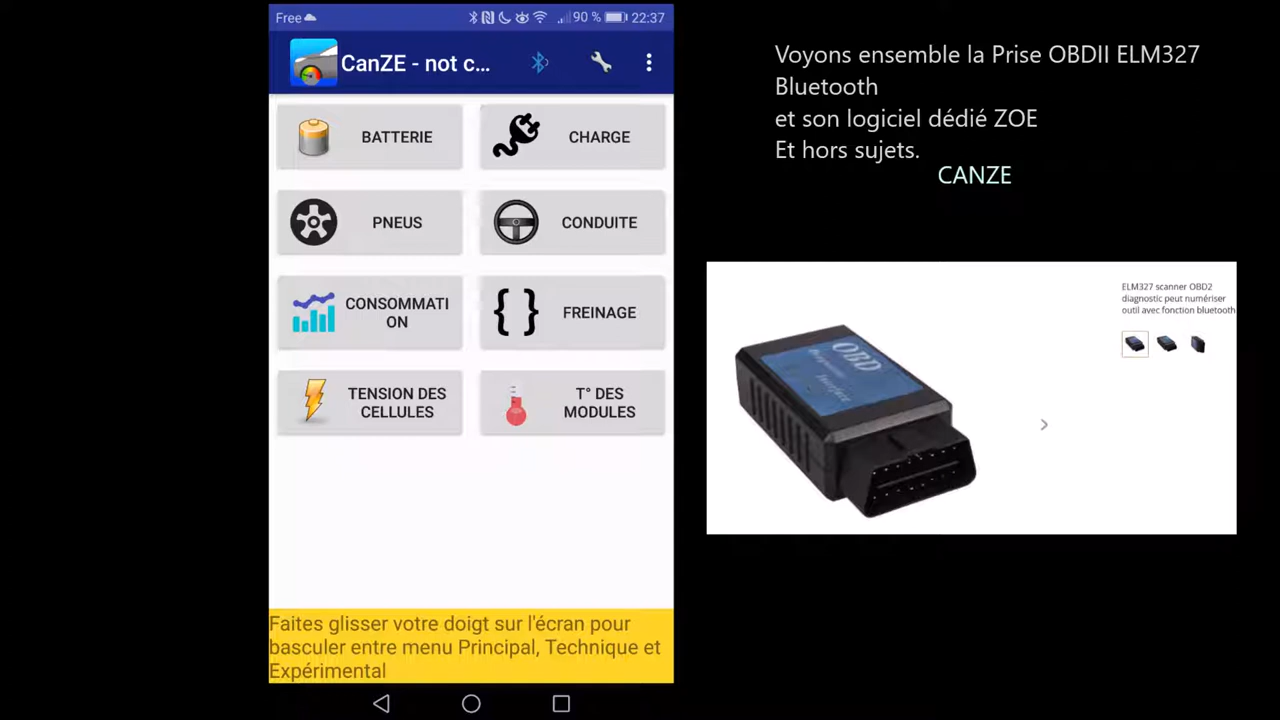 Free
90 %
22:37
CanZE - not c...
BATTERIE
CHARGE
PNEUS
CONDUITE
CONSOMMATI
ON
FREINAGE
TENSION DES
CELLULES
T° DES
MODULES
Faites glisser votre doigt sur l'écran pour
basculer entre menu Principal, Technique et
Expérimental
Voyons ensemble la Prise OBDII ELM327
Bluetooth
et son logiciel dédié ZOE
Et hors sujets.
CANZE
ELM327 scanner OBD2
diagnostic peut numériser
outil avec fonction bluetooth
OBD
Diagnostic
Interface